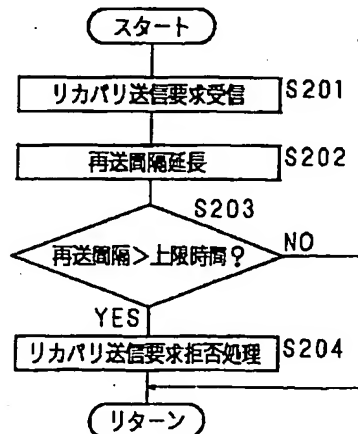 スタート
リカバリ送信要求受信 S201
再送間隔延長 S202
S203
再送間隔>上限時間? NO
YES
リカバリ送信要求拒否処理 S204
リターン